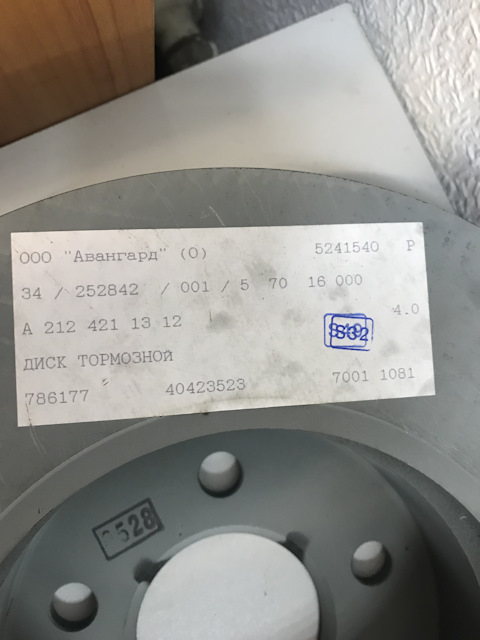 ООО "Авангард" (О) 5241540 Р
34 / 252842 / 001 / 5 70 16 000
А 212 421 13 12 4.0
ДИСК ТОРМОЗНОЙ
786177 40423523 7001 1081